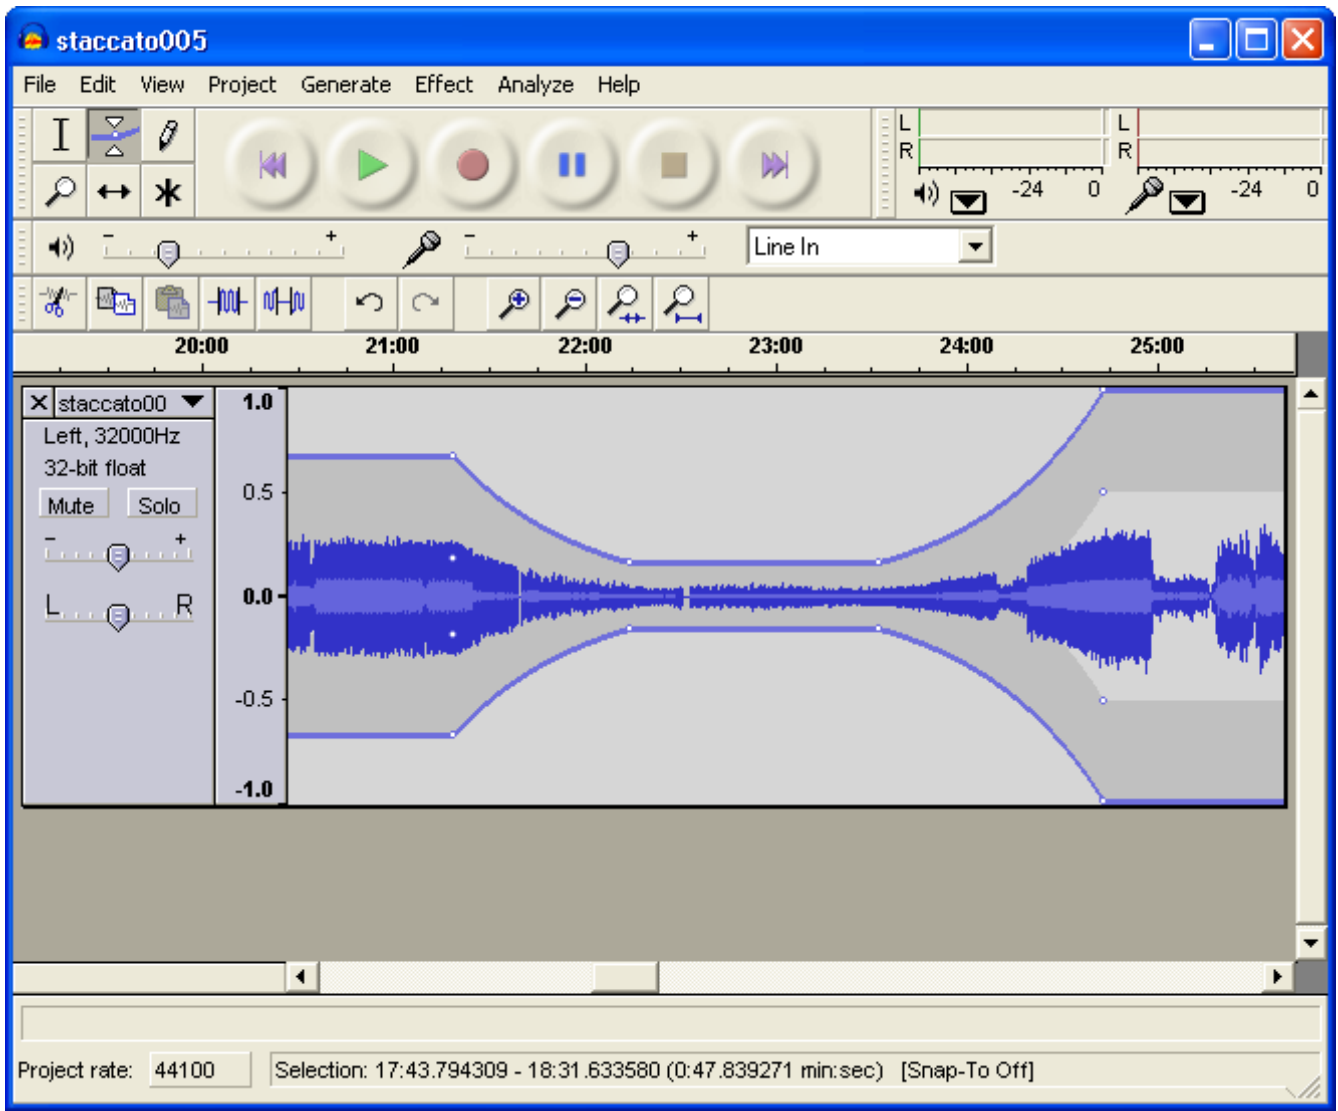 staccato005
File Edit View Project Generate Effect Analyze Help
L
R
-24 0
L
R
-24 0
- +
- +
Line In
20:00 21:00 22:00 23:00 24:00 25:00
X staccato00
Left, 32000Hz
32-bit float
Mute Solo
- +
L R
1.0
0.5
0.0
-0.5
-1.0
Project rate: 44100 Selection: 17:43.794309 - 18:31.633580 (0:47.839271 min:sec) [Snap-To Off]